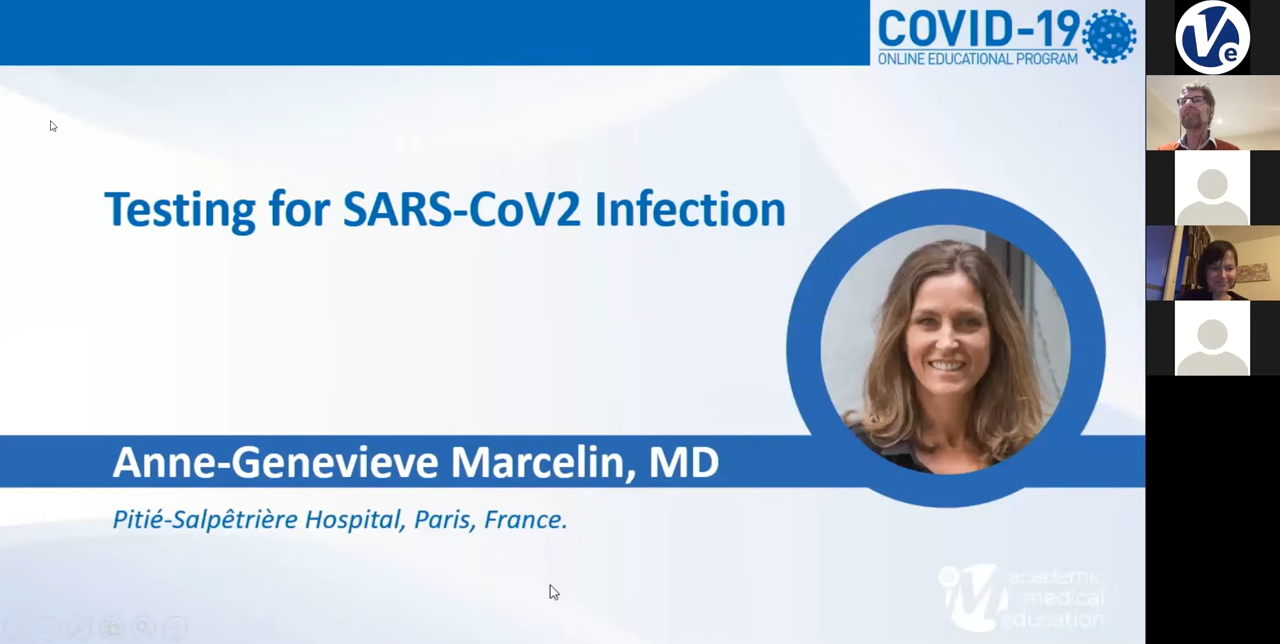 COVID-19
ONLINE EDUCATIONAL PROGRAM
Testing for SARS-CoV2 Infection
Anne-Genevieve Marcelin, MD
Pitié-Salpêtrière Hospital, Paris, France.
academic
medical
education
Ve